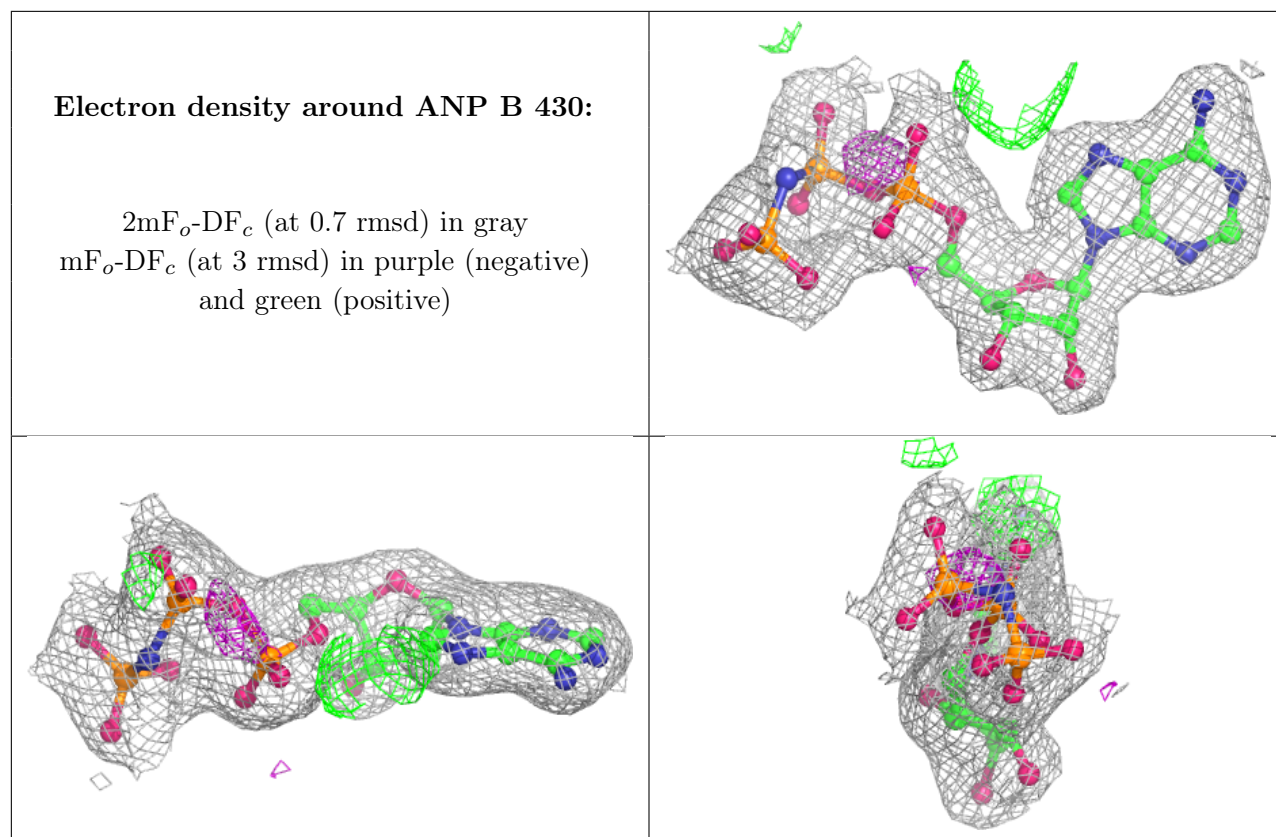 Electron density around ANP B 430:
2mFo-DFc (at 0.7 rmsd) in gray
mFo-DFc (at 3 rmsd) in purple (negative)
and green (positive)